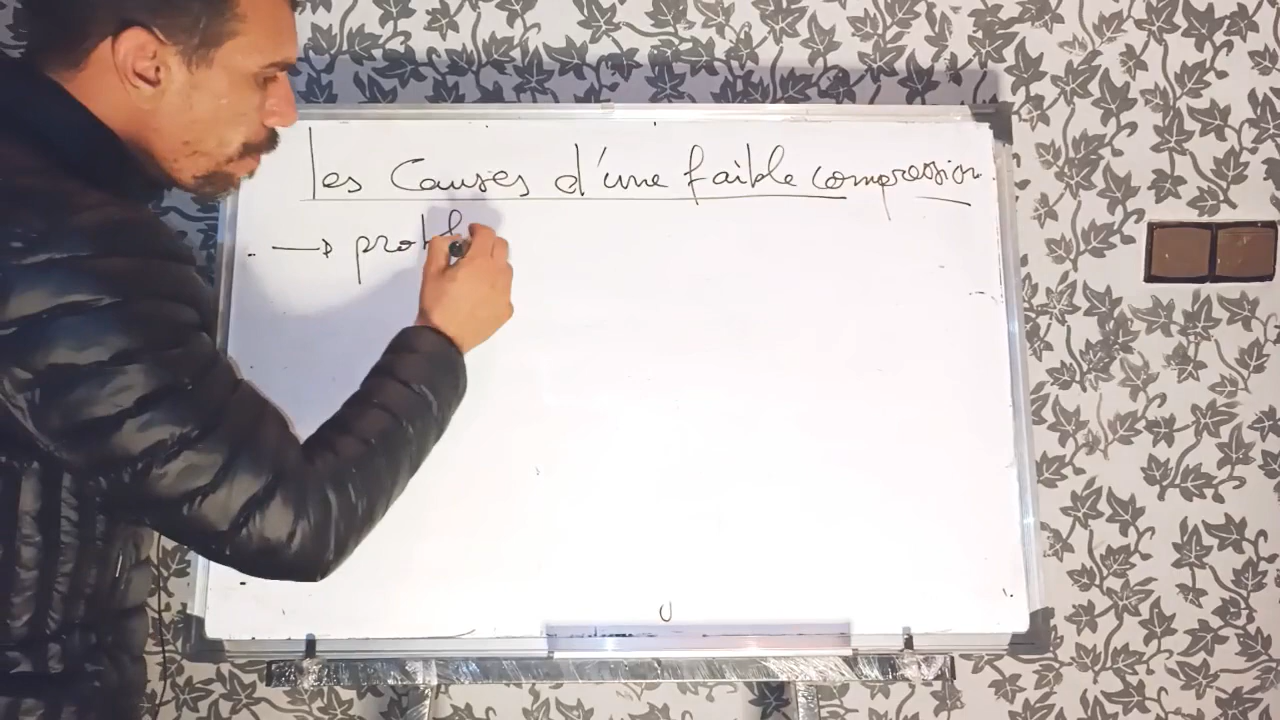 les Causes d'une faible compression.
→ probl